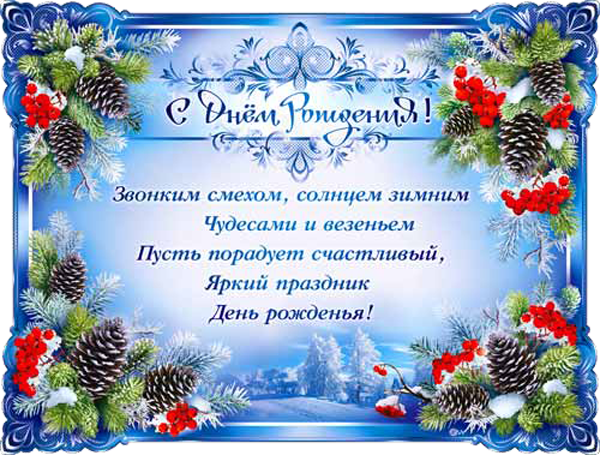 С Днём Рождения!
Звонким смехом, солнцем зимним
Чудесами и везеньем
Пусть порадует счастливый,
Яркий праздник
День рожденья!